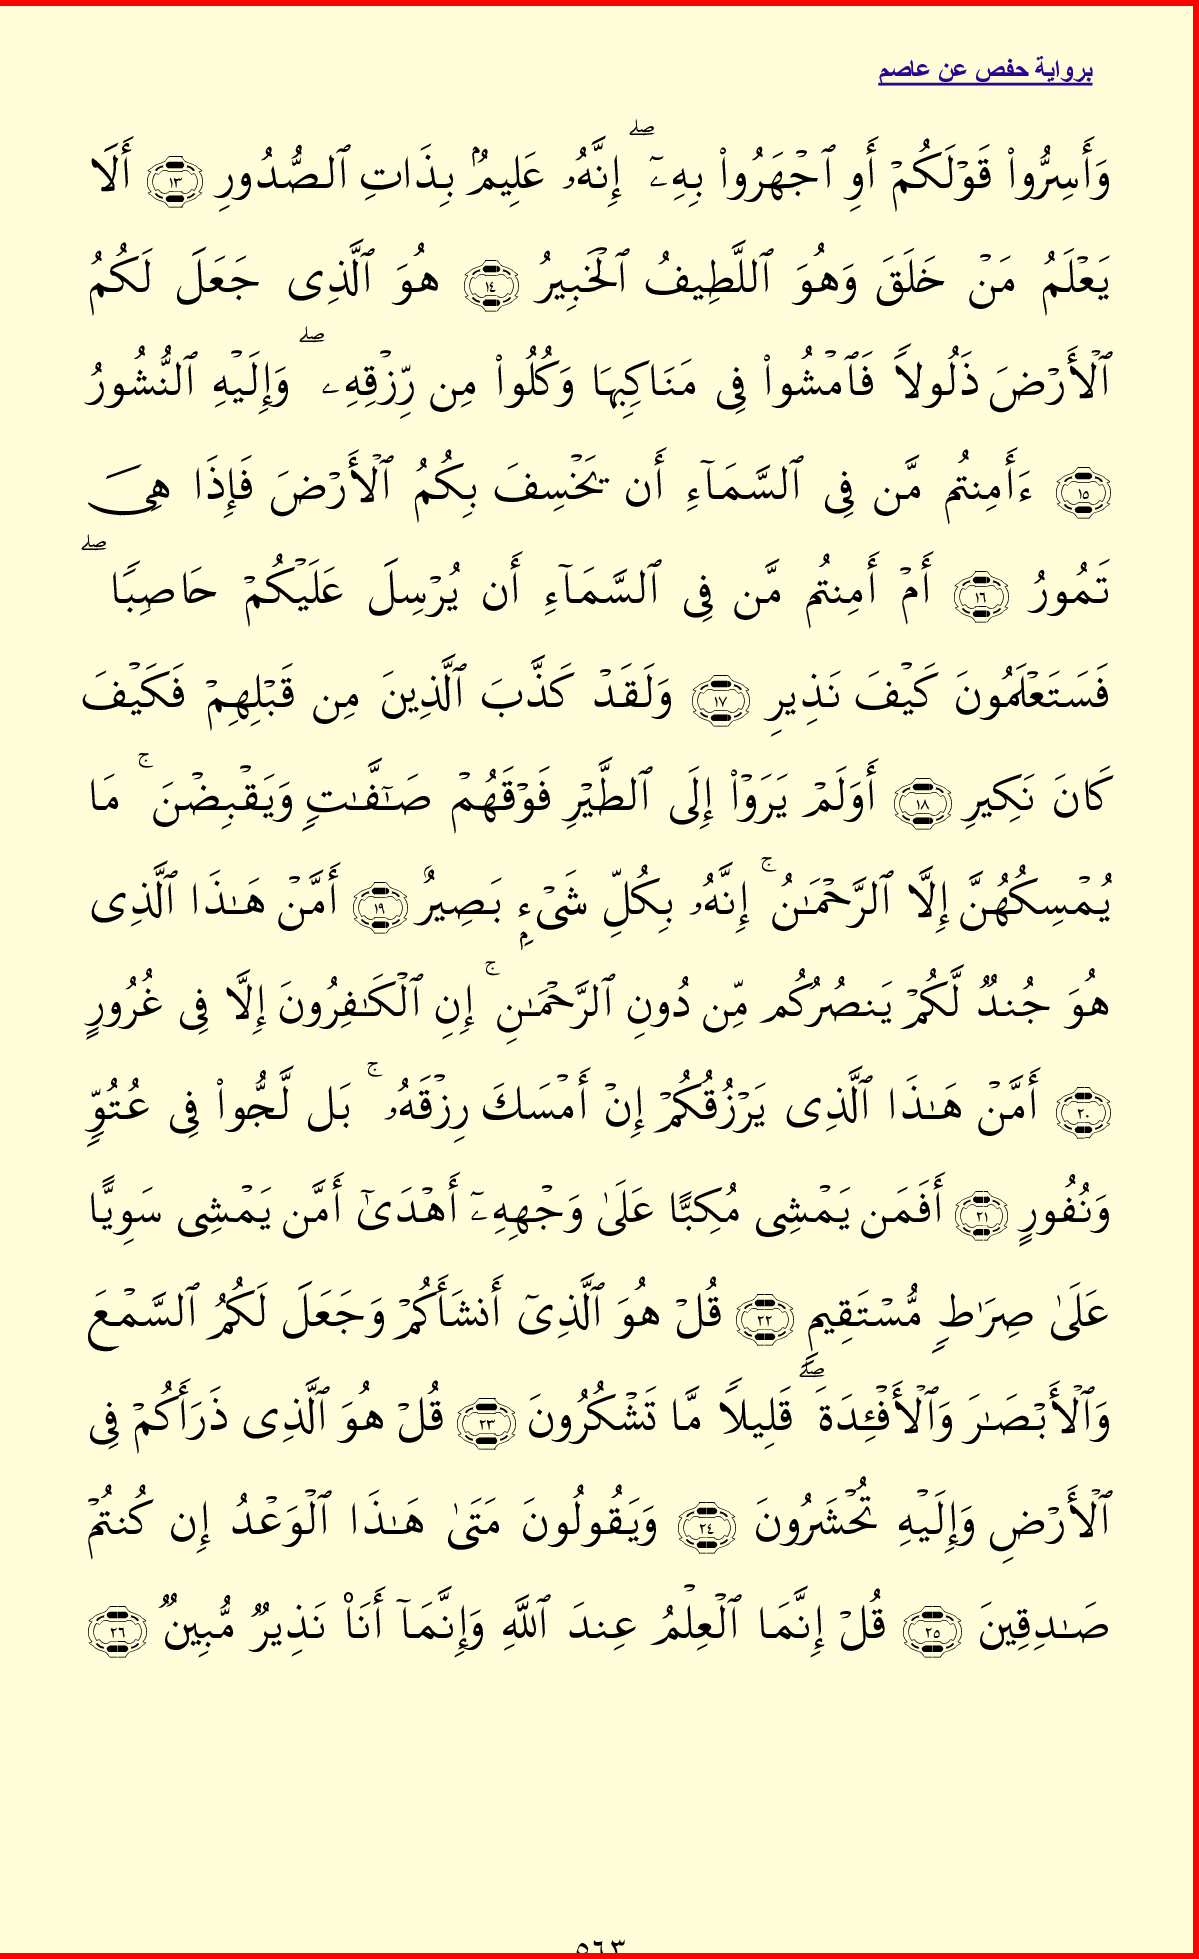 برواية حفص عن عاصم
وَأَسِرُّوا۟ قَوْلَكُمْ أَوِ ٱجْهَرُوا۟ بِهِۦٓ ۖ إِنَّهُۥ عَلِيمٌۢ بِذَاتِ ٱلصُّدُورِ ١٣ أَلَا
يَعْلَمُ مَنْ خَلَقَ وَهُوَ ٱللَّطِيفُ ٱلْخَبِيرُ ١٤ هُوَ ٱلَّذِى جَعَلَ لَكُمُ
ٱلْأَرْضَ ذَلُولًا فَٱمْشُوا۟ فِى مَنَاكِبِهَا وَكُلُوا۟ مِن رِّزْقِهِۦ ۖ وَإِلَيْهِ ٱلنُّشُورُ
١٥ ءَأَمِنتُم مَّن فِى ٱلسَّمَآءِ أَن يَخْسِفَ بِكُمُ ٱلْأَرْضَ فَإِذَا هِىَ
تَمُورُ ١٦ أَمْ أَمِنتُم مَّن فِى ٱلسَّمَآءِ أَن يُرْسِلَ عَلَيْكُمْ حَاصِبًا ۖ
فَسَتَعْلَمُونَ كَيْفَ نَذِيرِ ١٧ وَلَقَدْ كَذَّبَ ٱلَّذِينَ مِن قَبْلِهِمْ فَكَيْفَ
كَانَ نَكِيرِ ١٨ أَوَلَمْ يَرَوْا۟ إِلَى ٱلطَّيْرِ فَوْقَهُمْ صَـٰٓفَّـٰتٍ وَيَقْبِضْنَ ۚ مَا
يُمْسِكُهُنَّ إِلَّا ٱلرَّحْمَـٰنُ ۚ إِنَّهُۥ بِكُلِّ شَىْءٍۭ بَصِيرٌ ١٩ أَمَّنْ هَـٰذَا ٱلَّذِى
هُوَ جُندٌ لَّكُمْ يَنصُرُكُم مِّن دُونِ ٱلرَّحْمَـٰنِ ۚ إِنِ ٱلْكَـٰفِرُونَ إِلَّا فِى غُرُورٍ
٢٠ أَمَّنْ هَـٰذَا ٱلَّذِى يَرْزُقُكُمْ إِنْ أَمْسَكَ رِزْقَهُۥ ۚ بَل لَّجُّوا۟ فِى عُتُوٍّ
وَنُفُورٍ ٢١ أَفَمَن يَمْشِى مُكِبًّا عَلَىٰ وَجْهِهِۦٓ أَهْدَىٰٓ أَمَّن يَمْشِى سَوِيًّا
عَلَىٰ صِرَٰطٍ مُّسْتَقِيمٍ ٢٢ قُلْ هُوَ ٱلَّذِىٓ أَنشَأَكُمْ وَجَعَلَ لَكُمُ ٱلسَّمْعَ
وَٱلْأَبْصَـٰرَ وَٱلْأَفْـِٔدَةَ ۖ قَلِيلًا مَّا تَشْكُرُونَ ٢٣ قُلْ هُوَ ٱلَّذِى ذَرَأَكُمْ فِى
ٱلْأَرْضِ وَإِلَيْهِ تُحْشَرُونَ ٢٤ وَيَقُولُونَ مَتَىٰ هَـٰذَا ٱلْوَعْدُ إِن كُنتُمْ
صَـٰدِقِينَ ٢٥ قُلْ إِنَّمَا ٱلْعِلْمُ عِندَ ٱللَّهِ وَإِنَّمَآ أَنَا۠ نَذِيرٌ مُّبِينٌ ٢٦
٥٦٣